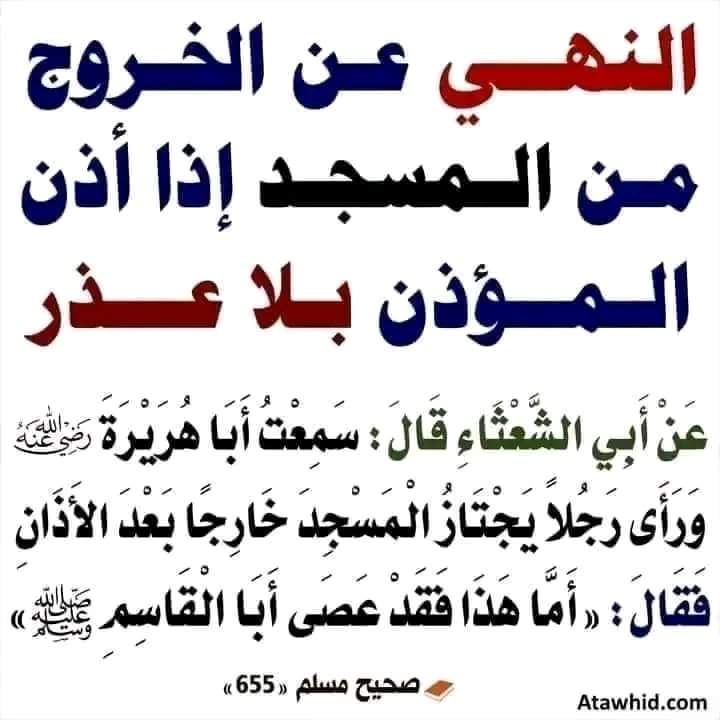 النهي عن الخروج
من المسجد إذا أذن
المؤذن بلا عذر
عَنْ أَبِي الشَّعْثَاءِ قَالَ: سَمِعْتُ أَبَا هُرَيْرَةَ رَضِيَ اللهُ عَنْهُ
وَرَأَى رَجُلاً يَجْتَازُ الْمَسْجِدَ خَارِجًا بَعْدَ الأَذَانِ
فَقَالَ: «أَمَّا هَذَا فَقَدْ عَصَى أَبَا الْقَاسِمِ ﷺ»
صحيح مسلم «655»
Atawhid.com